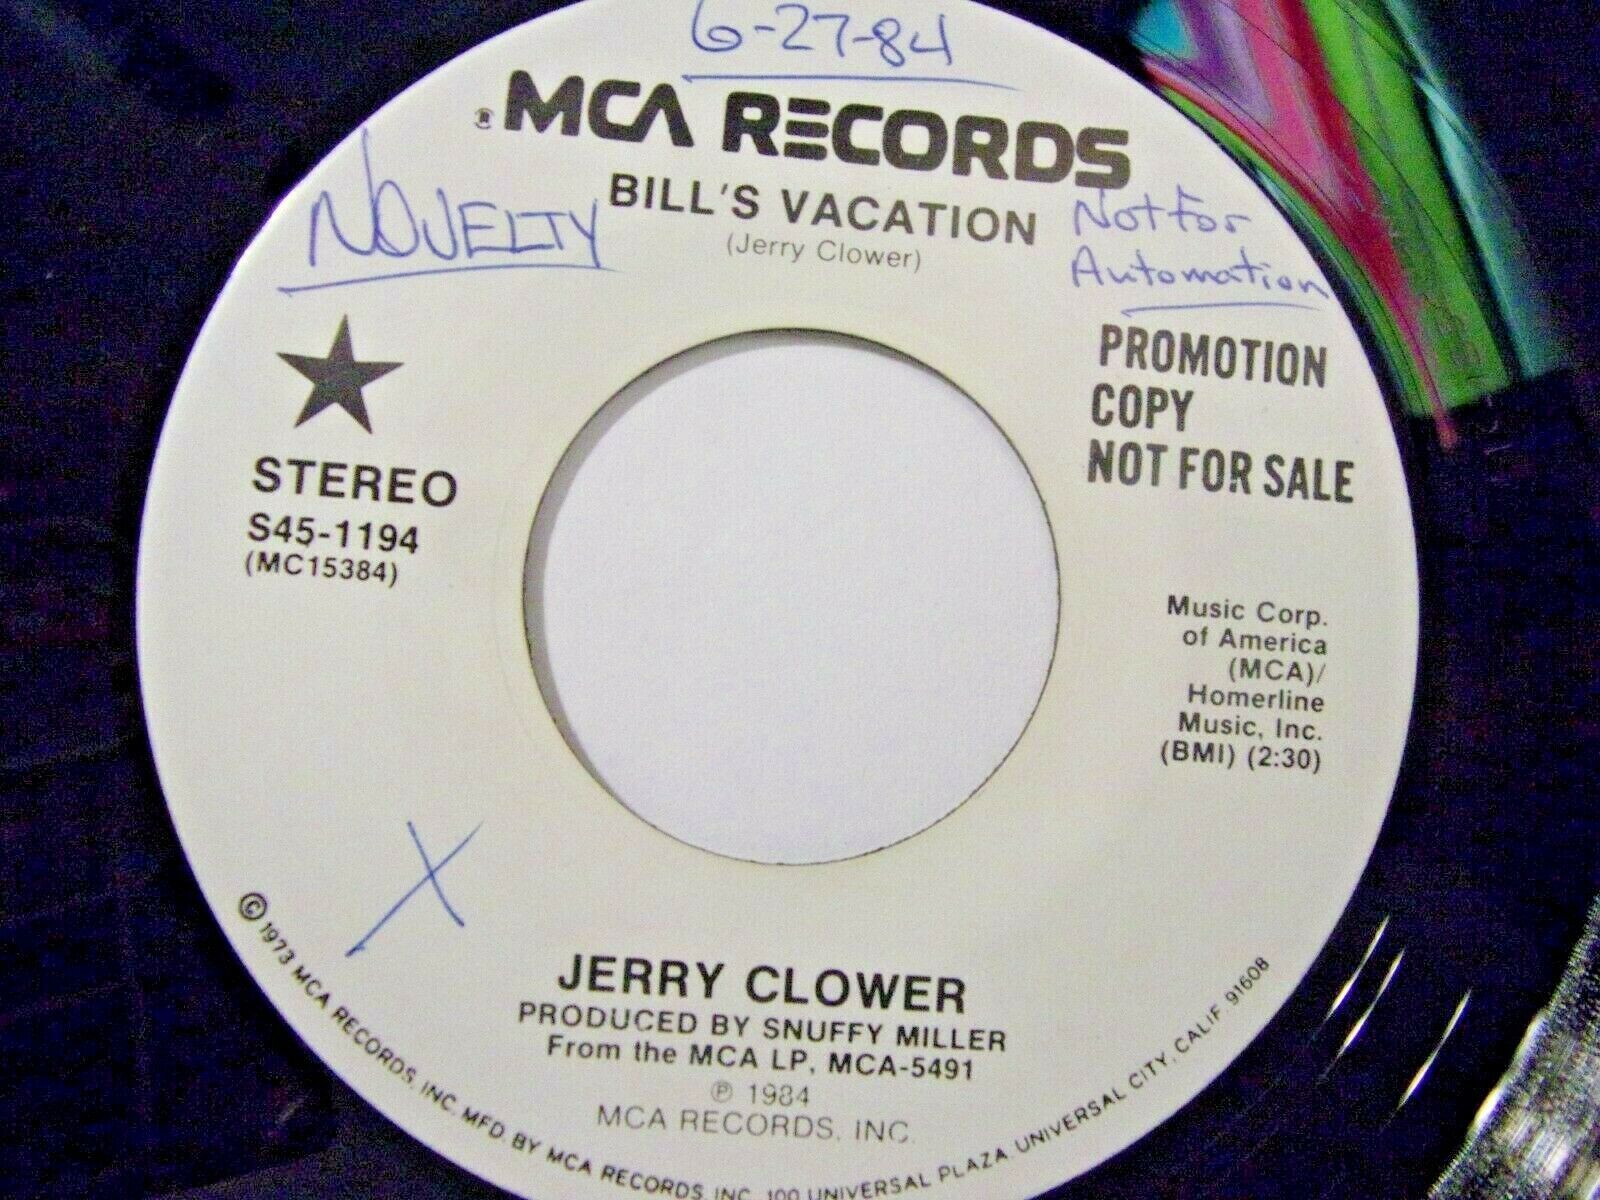 6-27-84
® MCA RECORDS
BILL'S VACATION
(Jerry Clower)
NOVELTY
Not for
Automation
PROMOTION
COPY
NOT FOR SALE
STEREO
S45-1194
(MC15384)
Music Corp.
of America
(MCA)/
Homerline
Music, Inc.
(BMI) (2:30)
X
JERRY CLOWER
PRODUCED BY SNUFFY MILLER
From the MCA LP, MCA-5491
℗ 1984
MCA RECORDS, INC.
© 1973 MCA RECORDS, INC. MFD. BY MCA RECORDS, INC. 100 UNIVERSAL PLAZA, UNIVERSAL CITY, CALIF. 91608